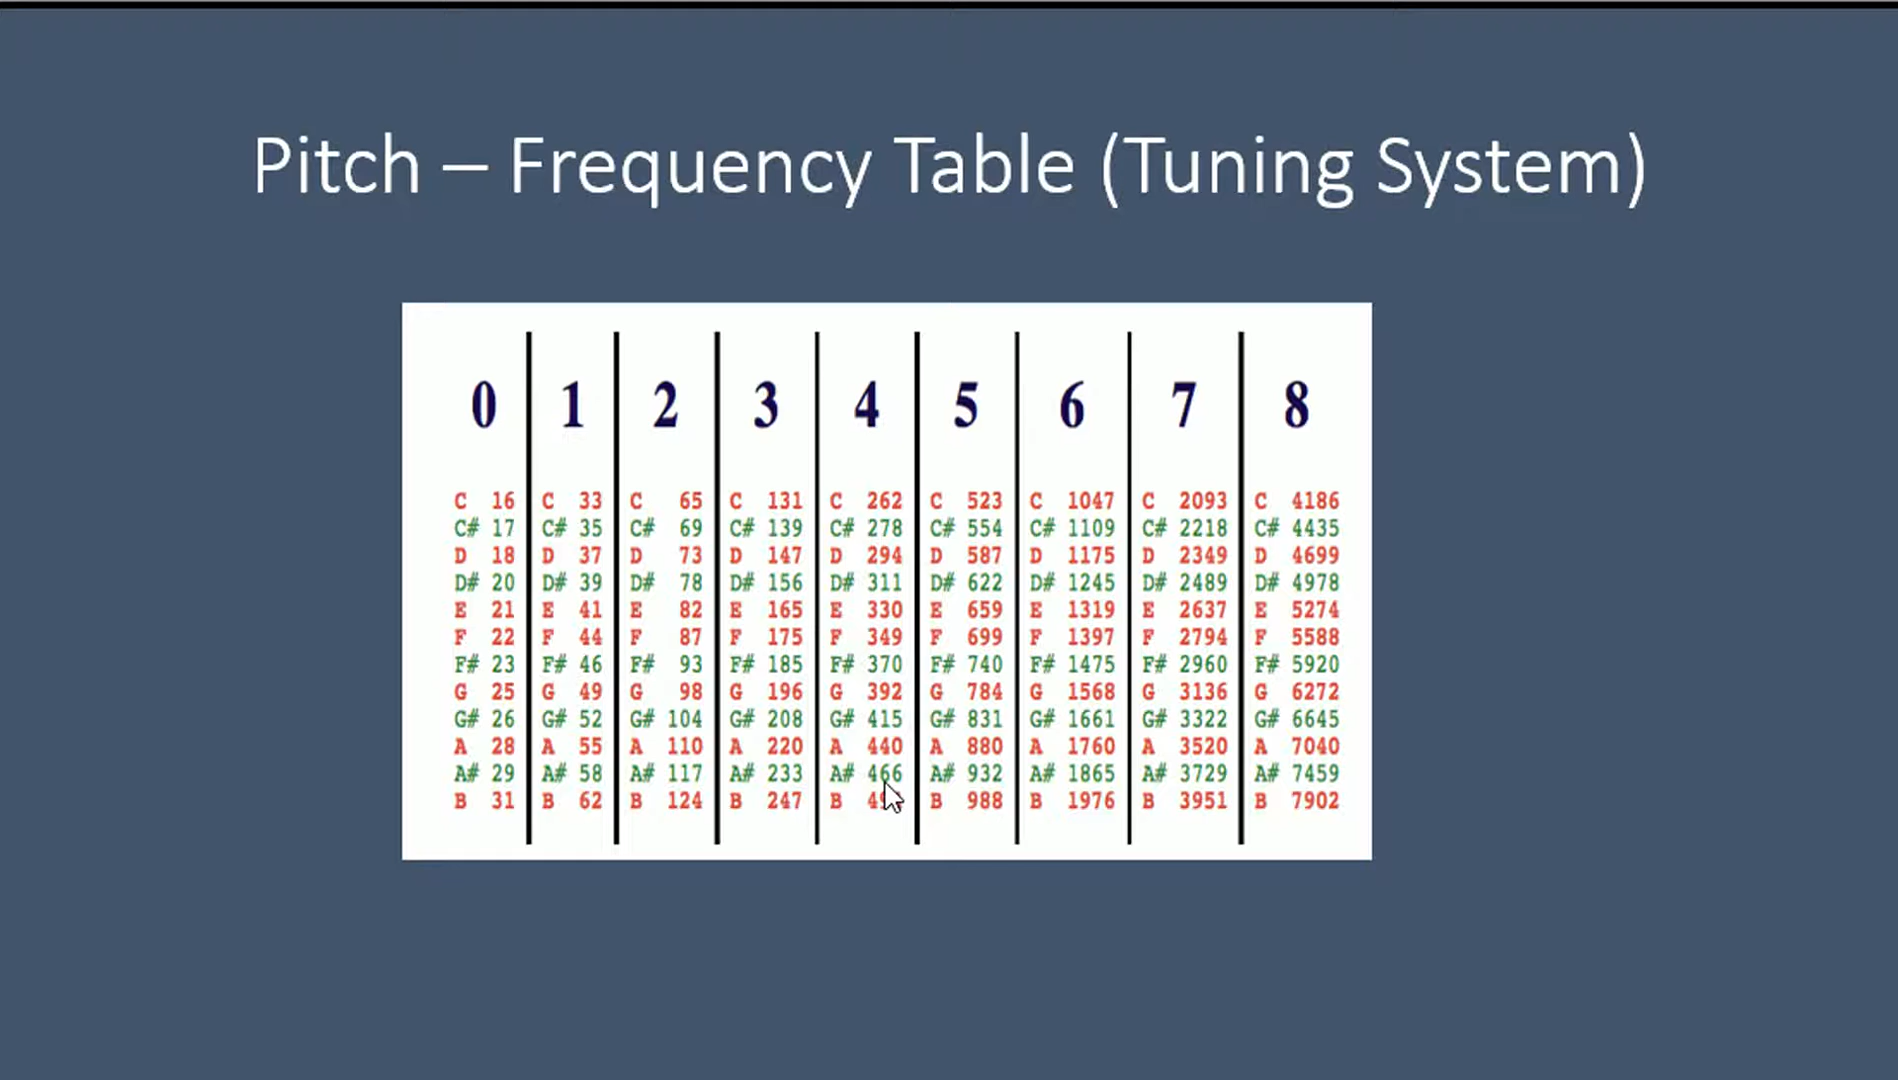 Pitch – Frequency Table (Tuning System)
0 1 2 3 4 5 6 7 8
C 16 C 33 C 65 C 131 C 262 C 523 C 1047 C 2093 C 4186
C# 17 C# 35 C# 69 C# 139 C# 278 C# 554 C# 1109 C# 2218 C# 4435
D 18 D 37 D 73 D 147 D 294 D 587 D 1175 D 2349 D 4699
D# 20 D# 39 D# 78 D# 156 D# 311 D# 622 D# 1245 D# 2489 D# 4978
E 21 E 41 E 82 E 165 E 330 E 659 E 1319 E 2637 E 5274
F 22 F 44 F 87 F 175 F 349 F 699 F 1397 F 2794 F 5588
F# 23 F# 46 F# 93 F# 185 F# 370 F# 740 F# 1475 F# 2960 F# 5920
G 25 G 49 G 98 G 196 G 392 G 784 G 1568 G 3136 G 6272
G# 26 G# 52 G# 104 G# 208 G# 415 G# 831 G# 1661 G# 3322 G# 6645
A 28 A 55 A 110 A 220 A 440 A 880 A 1760 A 3520 A 7040
A# 29 A# 58 A# 117 A# 233 A# 466 A# 932 A# 1865 A# 3729 A# 7459
B 31 B 62 B 124 B 247 B B 988 B 1976 B 3951 B 7902